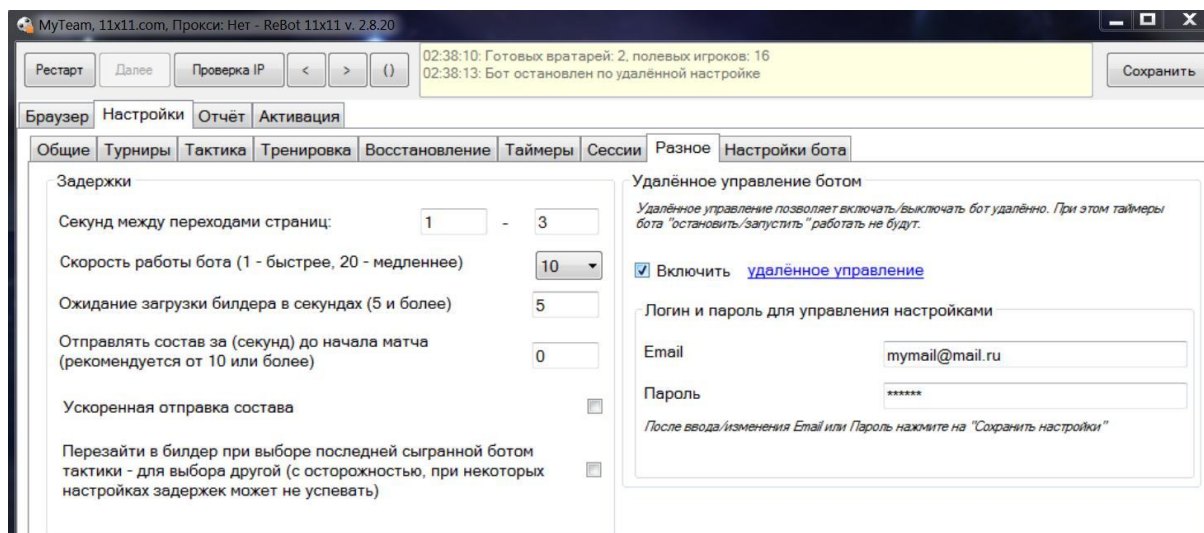 MyTeam, 11x11.com, Прокси: Нет - ReBot 11x11 v. 2.8.20
Рестарт Далее Проверка IP < > ()
02:38:10: Готовых вратарей: 2, полевых игроков: 16
02:38:13: Бот остановлен по удалённой настройке
Сохранить
Браузер Настройки Отчёт Активация
Общие Турниры Тактика Тренировка Восстановление Таймеры Сессии Разное Настройки бота
Задержки
Секунд между переходами страниц: 1 - 3
Скорость работы бота (1 - быстрее, 20 - медленнее) 10
Ожидание загрузки билдера в секундах (5 и более) 5
Отправлять состав за (секунд) до начала матча
(рекомендуется от 10 или более) 0
Ускоренная отправка состава
Перезайти в билдер при выборе последней сыгранной ботом
тактики - для выбора другой (с осторожностью, при некоторых
настройках задержек может не успевать)
Удалённое управление ботом
Удалённое управление позволяет включать/выключать бот удалённо. При этом таймеры
бота "остановить/запустить" работать не будут.
Включить удалённое управление
Логин и пароль для управления настройками
Email mymail@mail.ru
Пароль ******
После ввода/изменения Email или Пароль нажмите на "Сохранить настройки"